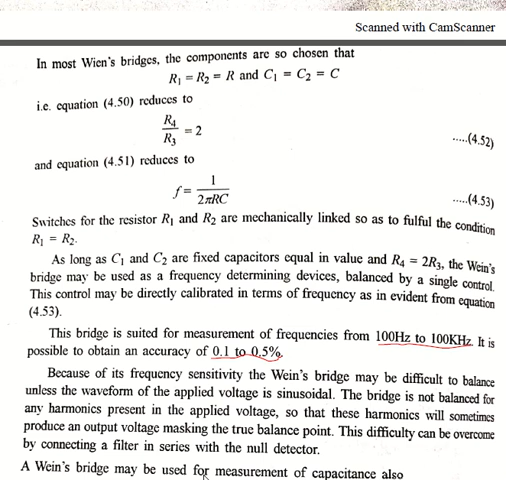 Scanned with CamScanner
In most Wien's bridges, the components are so chosen that
R₁ = R₂ = R and C₁ = C₂ = C
i.e. equation (4.50) reduces to
R₄/R₃ = 2 .....(4.52)
and equation (4.51) reduces to
f = 1/2πRC .....(4.53)
Switches for the resistor R₁ and R₂ are mechanically linked so as to fulful the condition
R₁ = R₂.
As long as C₁ and C₂ are fixed capacitors equal in value and R₄ = 2R₃, the Wein's
bridge may be used as a frequency determining devices, balanced by a single control.
This control may be directly calibrated in terms of frequency as in evident from equation
(4.53).
This bridge is suited for measurement of frequencies from 100Hz to 100KHz. It is
possible to obtain an accuracy of 0.1 to 0.5%.
Because of its frequency sensitivity the Wein's bridge may be difficult to balance
unless the waveform of the applied voltage is sinusoidal. The bridge is not balanced for
any harmonics present in the applied voltage, so that these harmonics will sometimes
produce an output voltage masking the true balance point. This difficulty can be overcome
by connecting a filter in series with the null detector.
A Wein's bridge may be used for measurement of capacitance also